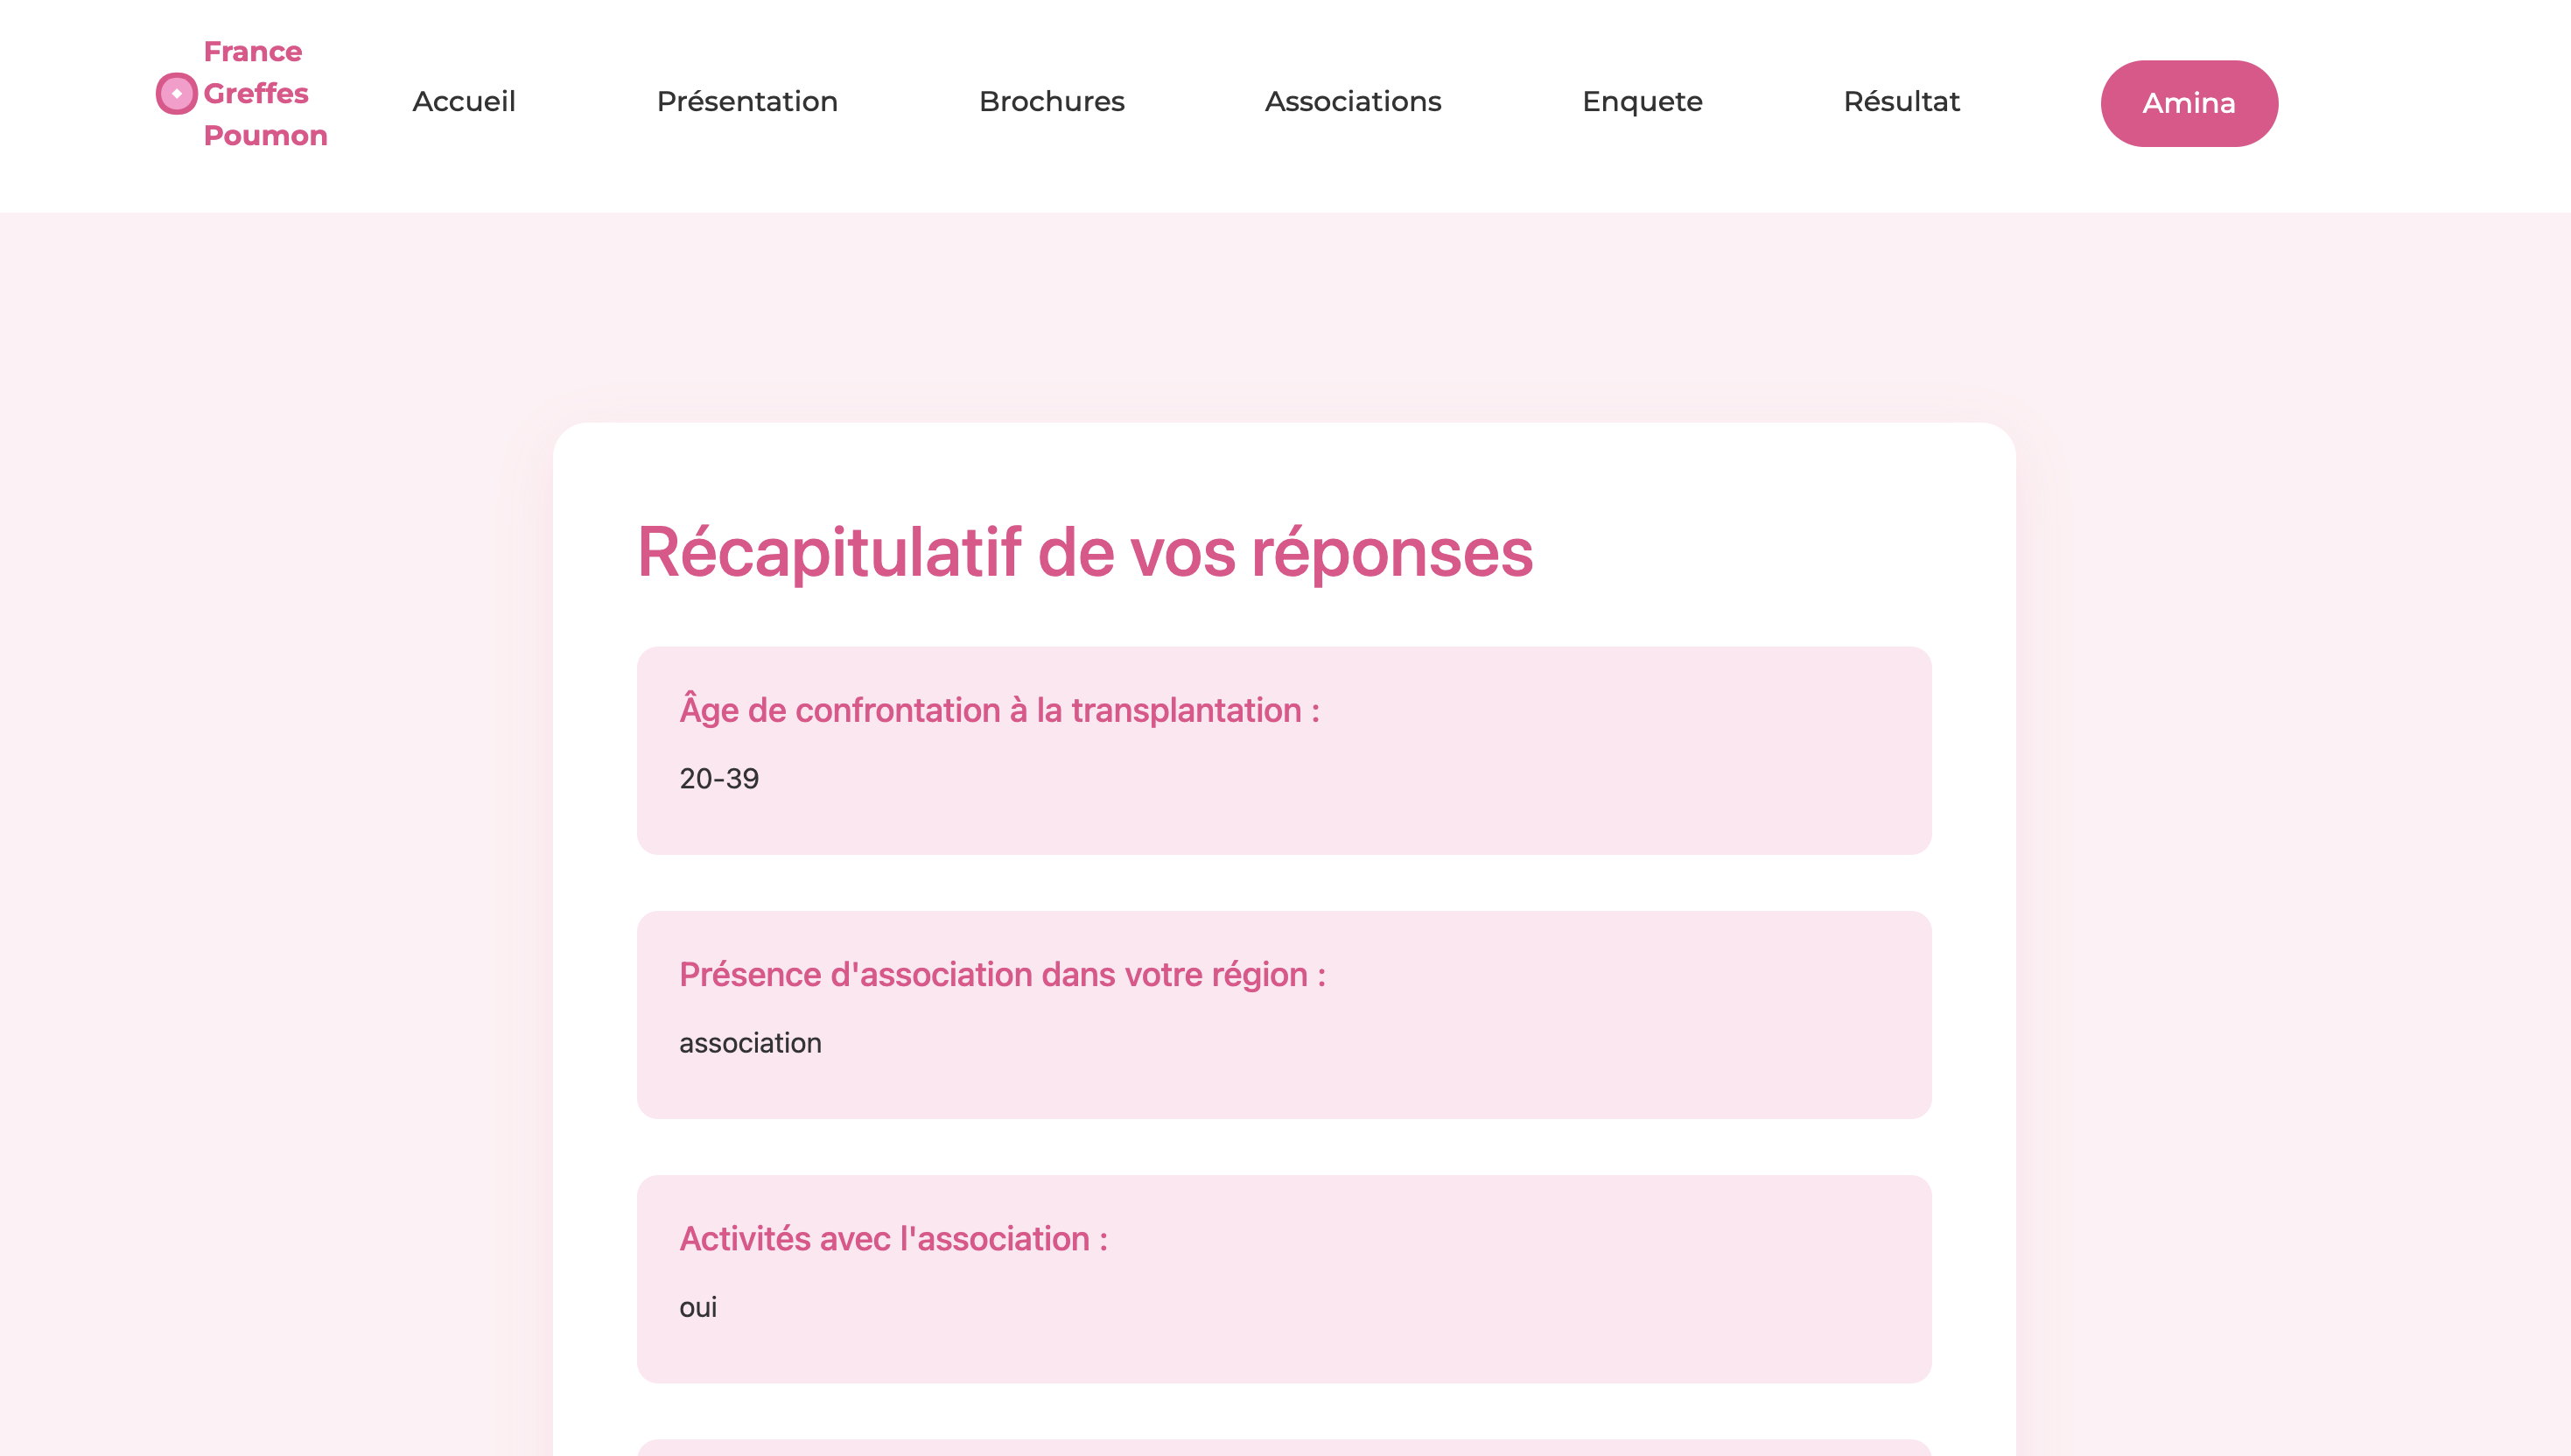 France
Greffes
Poumon
Accueil
Présentation
Brochures
Associations
Enquete
Résultat
Amina
Récapitulatif de vos réponses
Âge de confrontation à la transplantation :
20-39
Présence d'association dans votre région :
association
Activités avec l'association :
oui